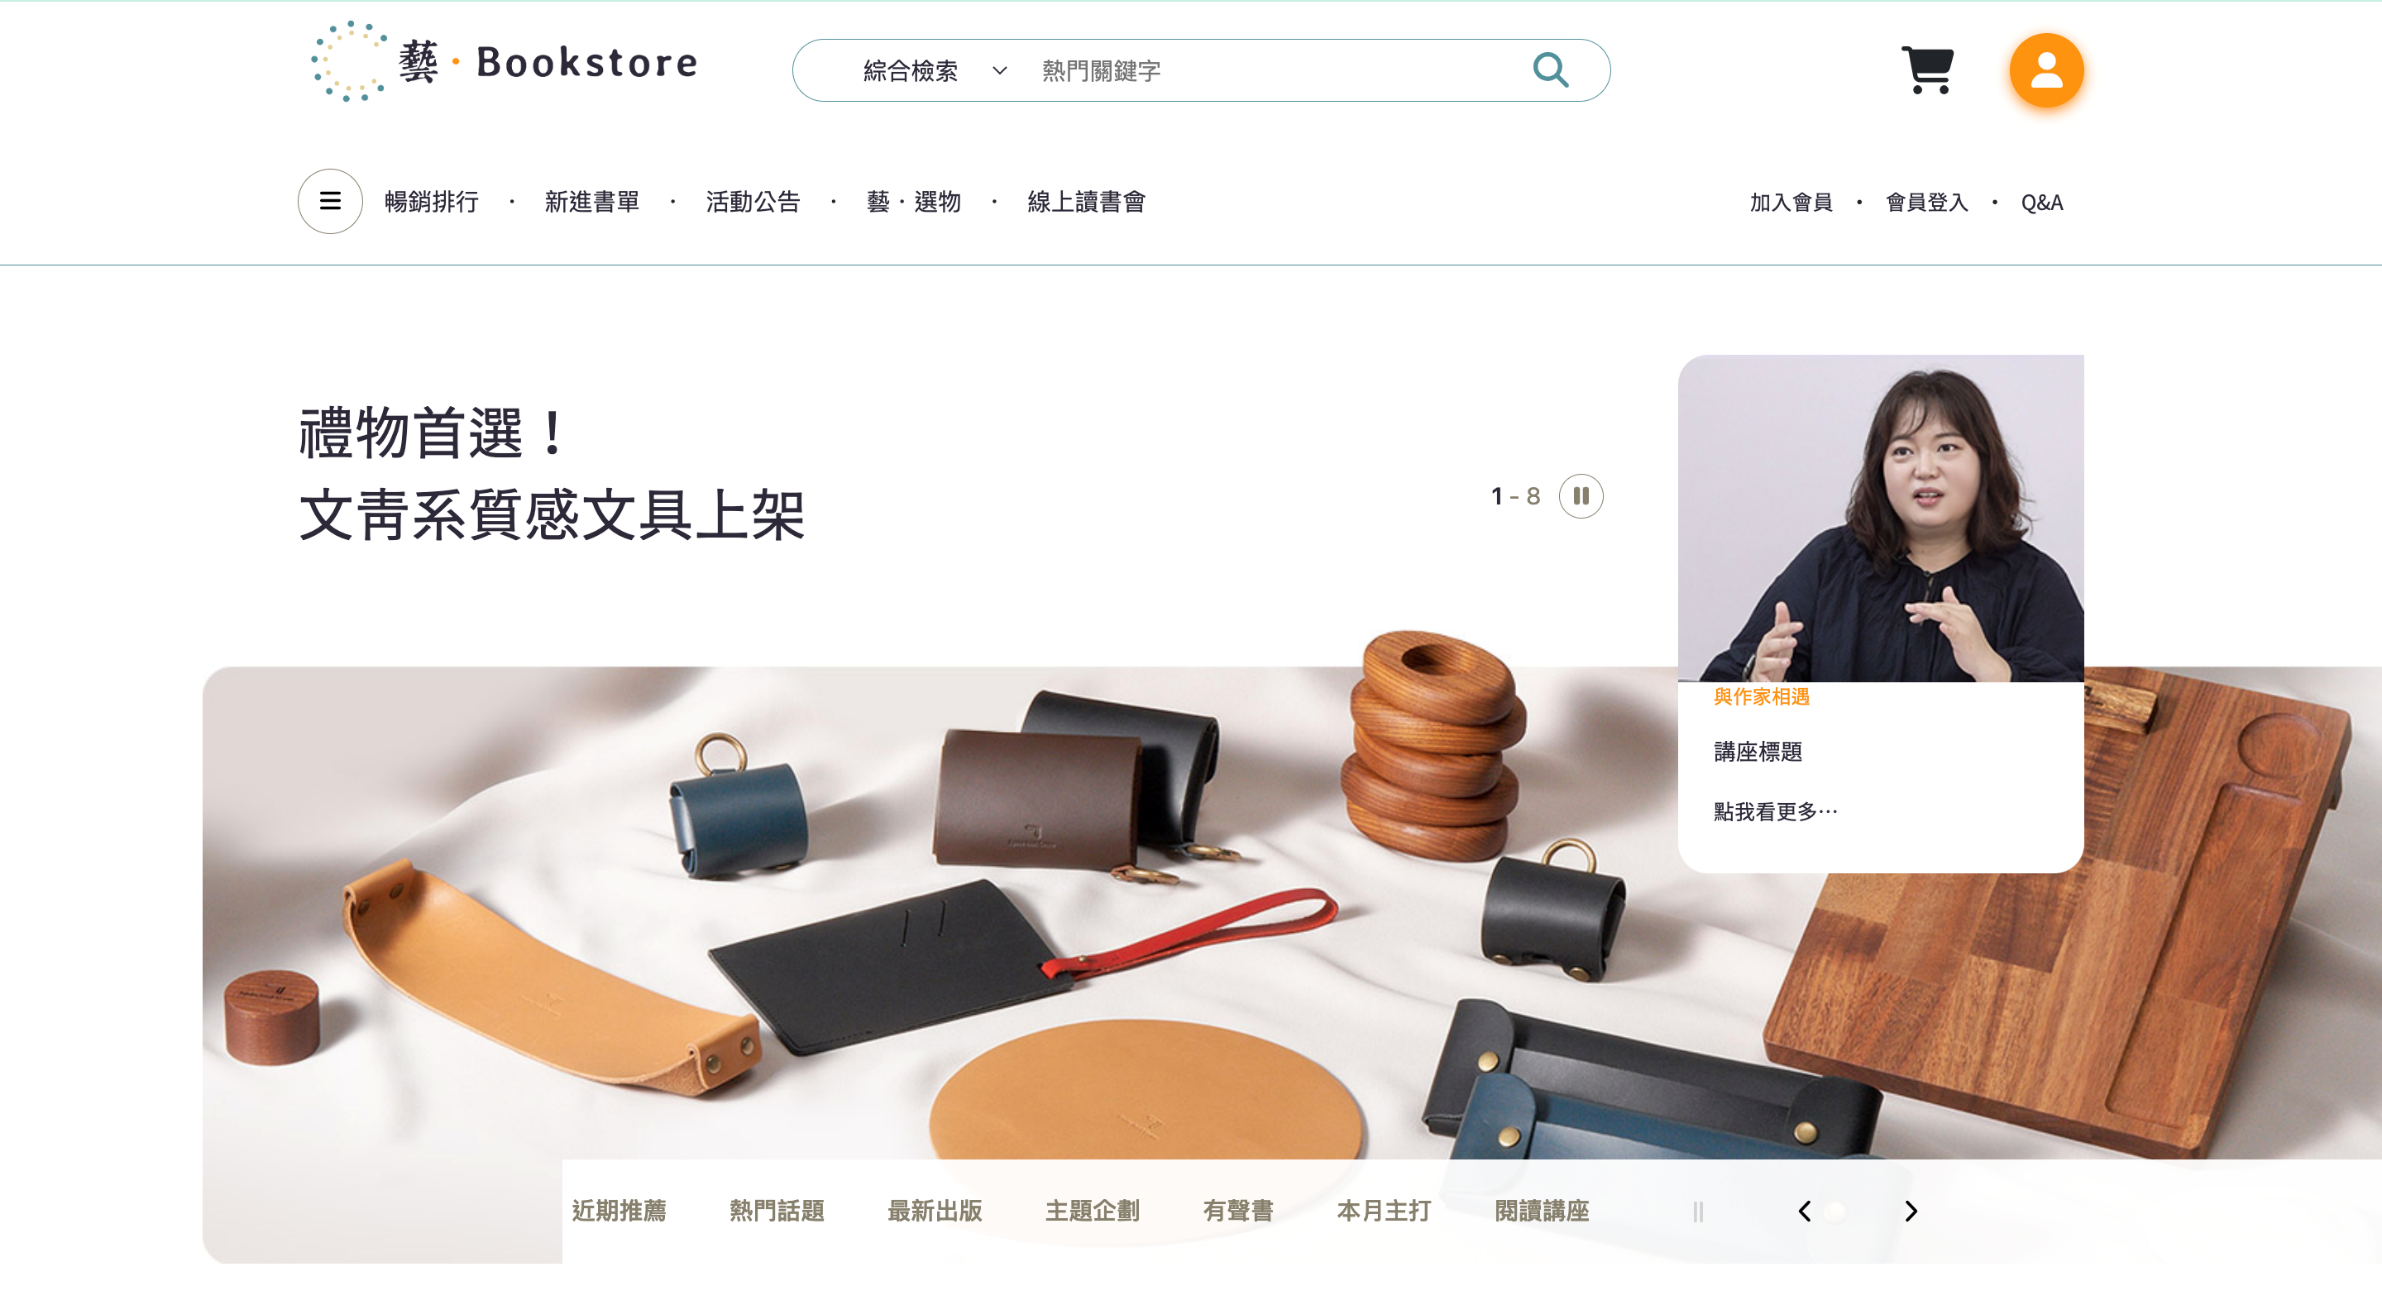 藝・Bookstore
綜合檢索 熱門關鍵字
暢銷排行 · 新進書單 · 活動公告 · 藝・選物 · 線上讀書會
加入會員 • 會員登入 • Q&A
禮物首選！
文靑系質感文具上架
1 - 8
與作家相遇
講座標題
點我看更多⋯
近期推薦 熱門話題 最新出版 主題企劃 有聲書 本月主打 閱讀講座